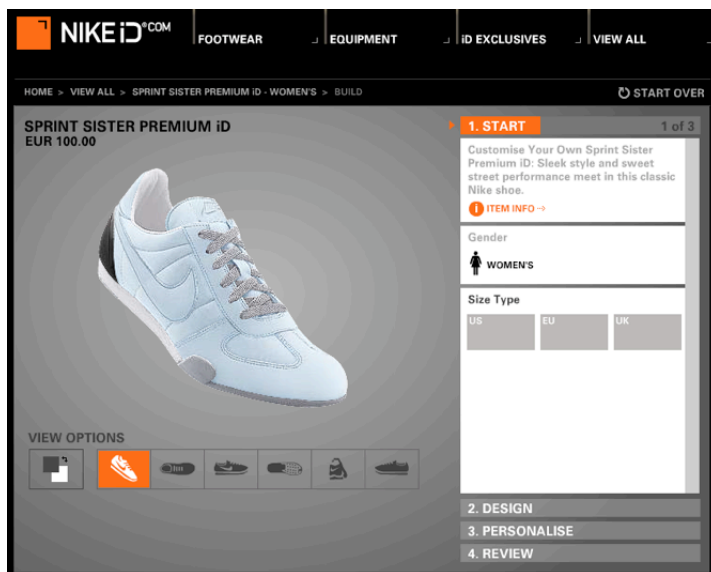 NIKEiD.COM
FOOTWEAR
EQUIPMENT
iD EXCLUSIVES
VIEW ALL
HOME > VIEW ALL > SPRINT SISTER PREMIUM iD - WOMEN'S > BUILD
START OVER
SPRINT SISTER PREMIUM iD
EUR 100.00
1. START
1 of 3
Customise Your Own Sprint Sister
Premium iD: Sleek style and sweet
street performance meet in this classic
Nike shoe.
i ITEM INFO →
Gender
WOMEN'S
Size Type
US
EU
UK
VIEW OPTIONS
2. DESIGN
3. PERSONALISE
4. REVIEW